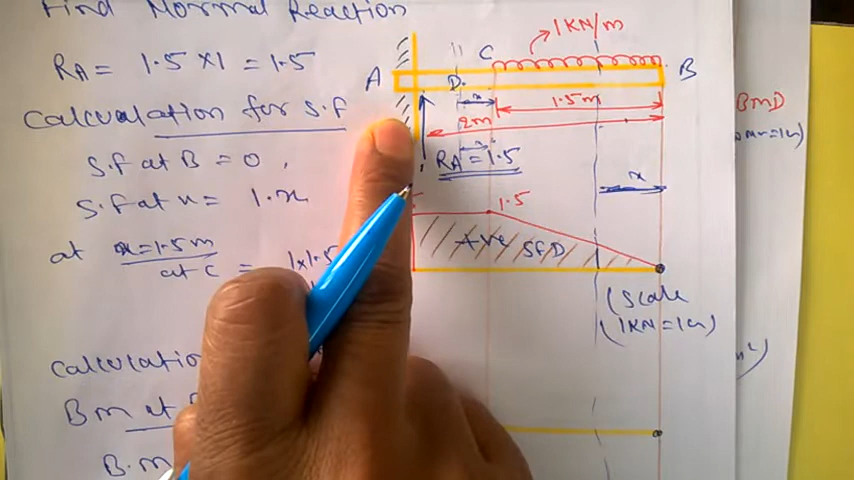 Find Normal Reaction
RA = 1.5 × 1 = 1.5
calculation for S.F
S.F at B = 0,
S.F at x = 1.x
at x = 1.5 m
at C = 1×1.5
calculation
Bm at B
B.m
1KN/m
A
C
D
B
x
1.5m
2m
x
RA = 1.5
x
1.5
+ve SFD
(Scale
(1KN=1cm)
BMD